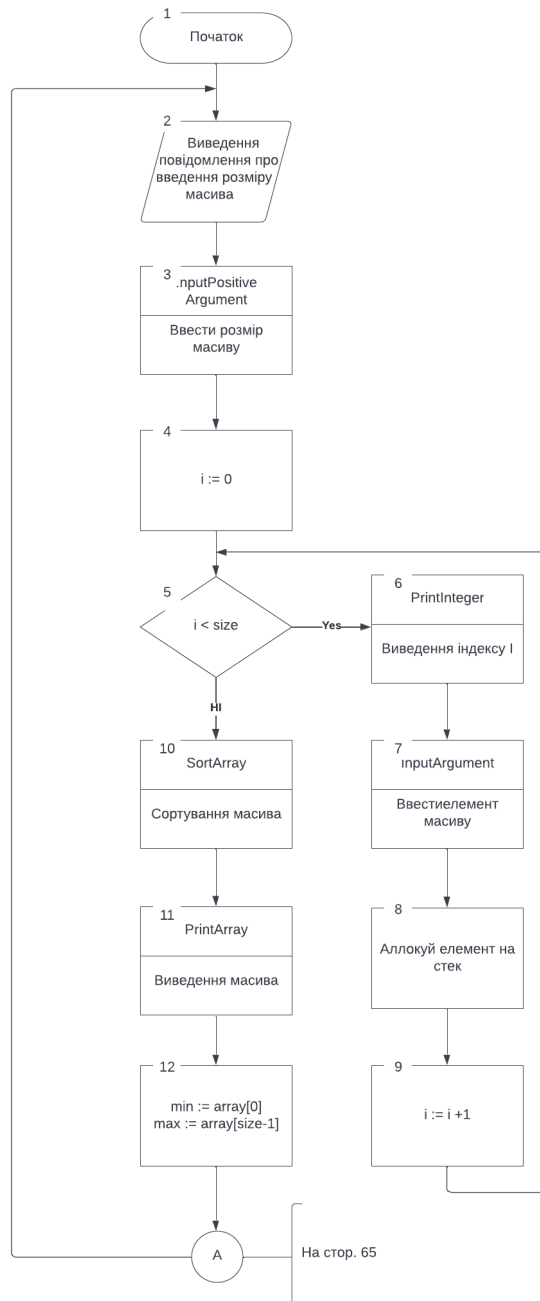 1
Початок
2
Виведення
повідомлення про
введення розміру
масива
3
.nputPositive
Argument
Ввести розмір
масиву
4
i := 0
5
i < size
Yes
6
PrintInteger
Виведення індексу I
НІ
10
SortArray
Сортування масива
7
inputArgument
Ввестиелемент
масиву
11
PrintArray
Виведення масива
8
Аллокуй елемент на
стек
12
min := array[0]
max := array[size-1]
9
i := i +1
A
На стор. 65